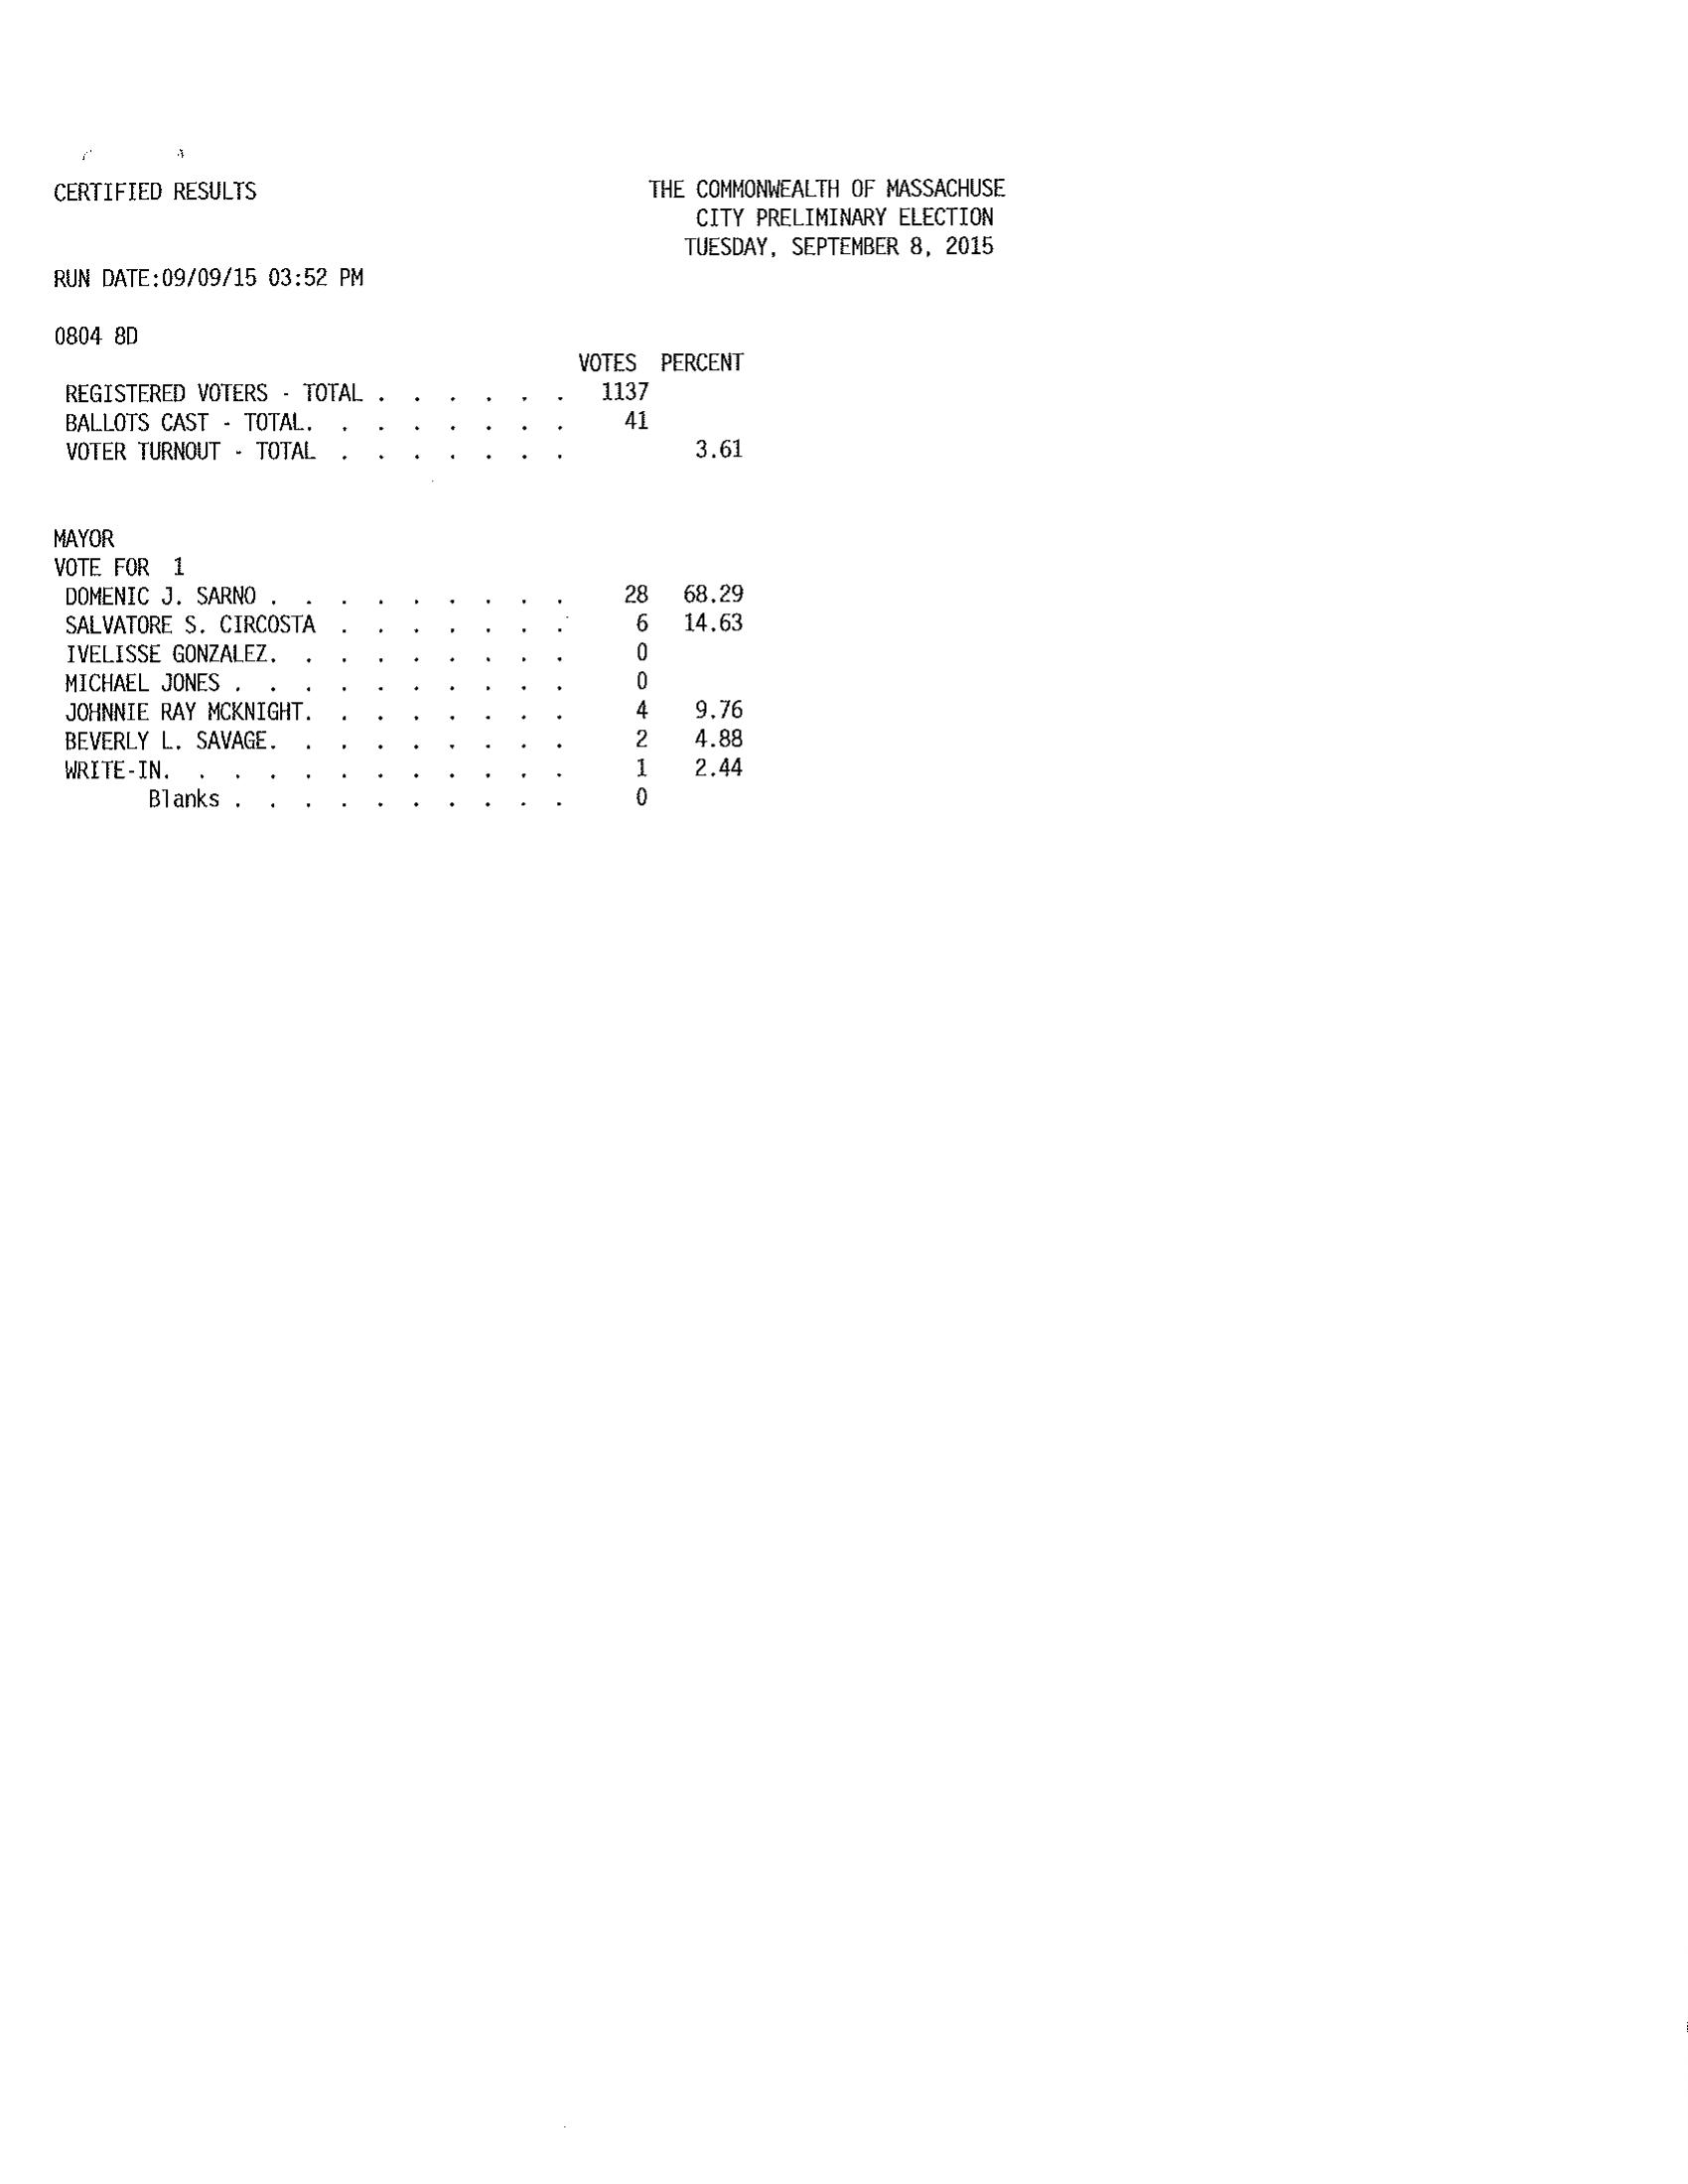 CERTIFIED RESULTS THE COMMONWEALTH OF MASSACHUSE
CITY PRELIMINARY ELECTION
TUESDAY, SEPTEMBER 8, 2015
RUN DATE:09/09/15 03:52 PM
0804 8D
VOTES PERCENT
REGISTERED VOTERS - TOTAL . . . . . . 1137
BALLOTS CAST - TOTAL. . . . . . . . 41
VOTER TURNOUT - TOTAL . . . . . . . 3.61
MAYOR
VOTE FOR 1
DOMENIC J. SARNO . . . . . . . . . 28 68.29
SALVATORE S. CIRCOSTA . . . . . . . 6 14.63
IVELISSE GONZALEZ. . . . . . . . . 0
MICHAEL JONES . . . . . . . . . . 0
JOHNNIE RAY MCKNIGHT. . . . . . . . 4 9.76
BEVERLY L. SAVAGE. . . . . . . . . 2 4.88
WRITE-IN. . . . . . . . . . . . 1 2.44
Blanks . . . . . . . . . . 0